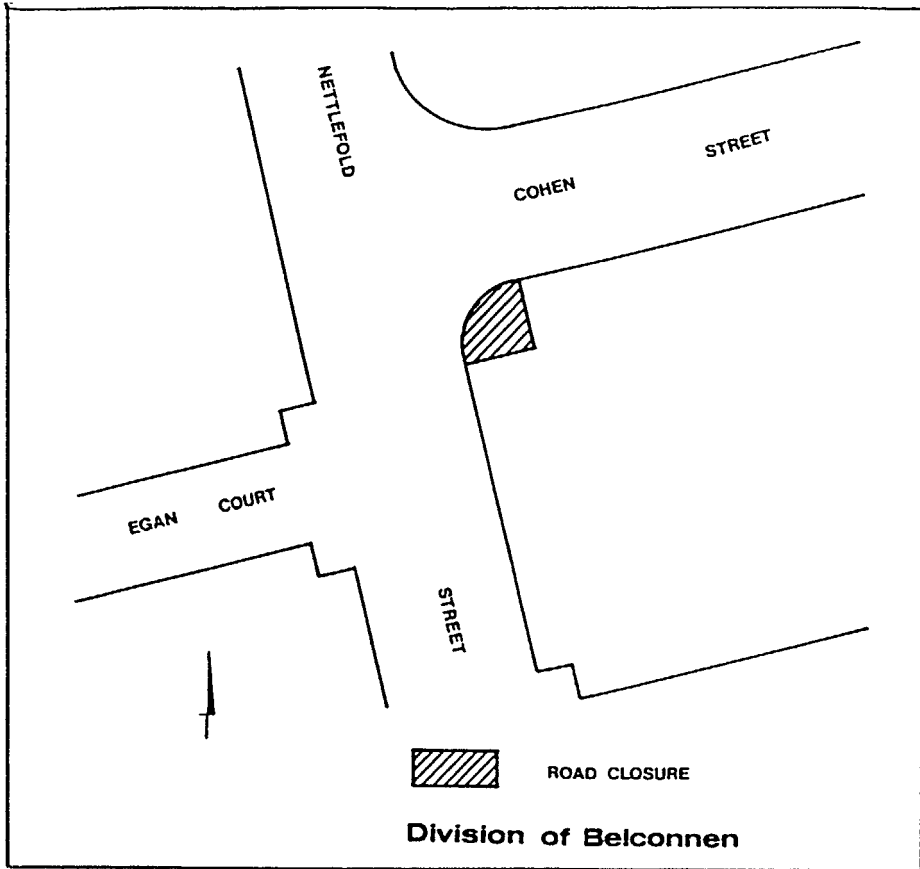 NETTLEFOLD
STREET
COHEN
EGAN COURT
STREET
ROAD CLOSURE
Division of Belconnen